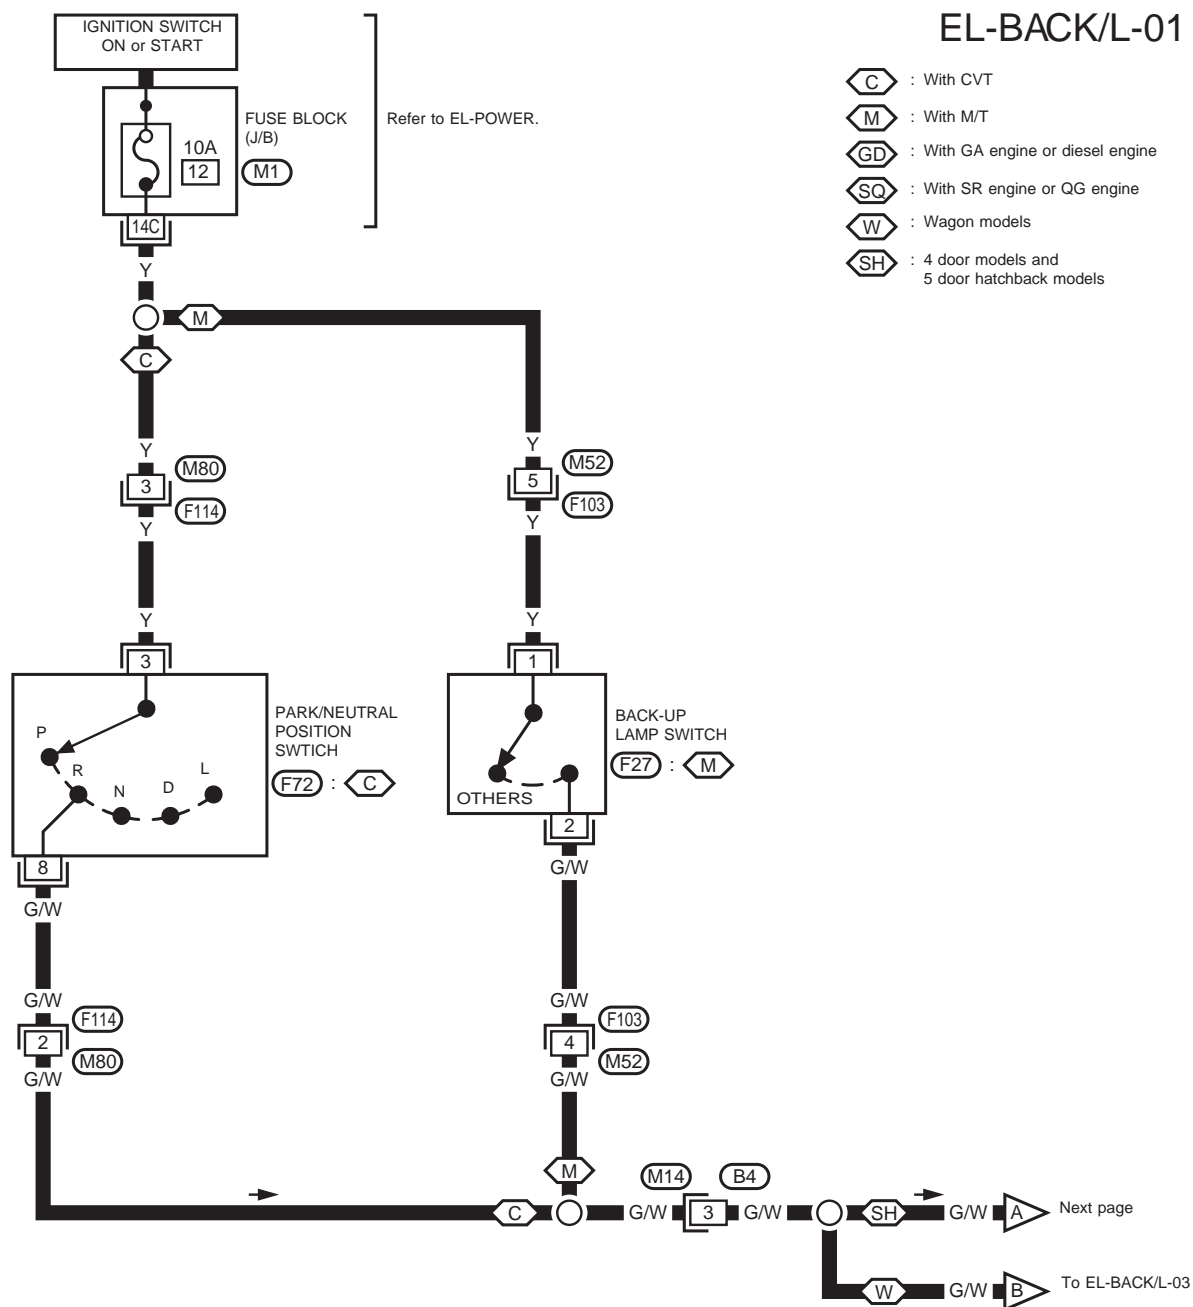 EL-BACK/L-01
IGNITION SWITCH
ON or START
FUSE BLOCK
(J/B)
Refer to EL-POWER.
10A
12
M1
14C
C : With CVT
M : With M/T
GD : With GA engine or diesel engine
SQ : With SR engine or QG engine
W : Wagon models
SH : 4 door models and
5 door hatchback models
Y
M
C
Y
M80
3
F114
Y
Y
3
Y
M52
5
F103
Y
Y
1
PARK/NEUTRAL
POSITION
SWTICH
F72 : C
P
R
N
D
L
8
BACK-UP
LAMP SWITCH
F27 : M
OTHERS
2
G/W
G/W
F114
2
M80
G/W
G/W
G/W
F103
4
M52
G/W
M
C
G/W
M14
B4
3
G/W
SH
G/W
A
Next page
W
G/W
B
To EL-BACK/L-03